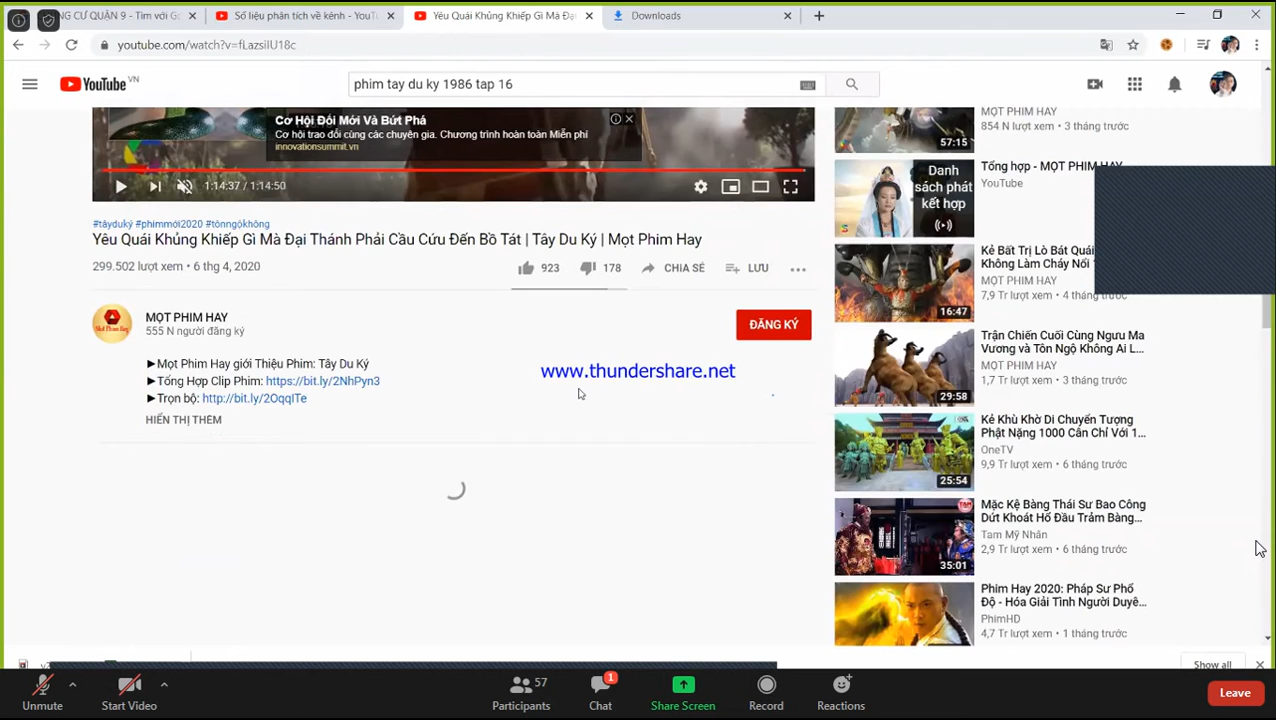 NG CƯ QUẬN 9 - Tìm với Go
Số liệu phân tích về kênh - YouTu
Yêu Quái Khủng Khiếp Gì Mà Đại
Downloads
youtube.com/watch?v=fLazsilU18c
YouTube VN
phim tay du ky 1986 tap 16
Cơ Hội Đổi Mới Và Bứt Phá
Cơ hội trao đổi cùng các chuyên gia. Chương trình hoàn toàn Miễn phí
innovationsummit.vn
1:14:37 / 1:14:50
#tâyduký #phimmới2020 #tônngộkhông
Yêu Quái Khủng Khiếp Gì Mà Đại Thánh Phải Cầu Cứu Đến Bồ Tát | Tây Du Ký | Mọt Phim Hay
299.502 lượt xem • 6 thg 4, 2020
923
178
CHIA SẺ
LƯU
MỌT PHIM HAY
555 N người đăng ký
ĐĂNG KÝ
►Mọt Phim Hay giới Thiệu Phim: Tây Du Ký
►Tổng Hợp Clip Phim: https://bit.ly/2NhPyn3
►Trọn bộ: http://bit.ly/2OqqITe
HIỂN THỊ THÊM
www.thundershare.net
MỌT PHIM HAY
854 N lượt xem • 3 tháng trước
57:15
Tổng hợp - MỌT PHIM HAY
YouTube
Danh
sách phát
kết hợp
Kẻ Bất Trị Lò Bát Quái
Không Làm Cháy Nổi
MỌT PHIM HAY
7,9 Tr lượt xem • 4 tháng trước
16:47
Trận Chiến Cuối Cùng Ngưu Ma
Vương và Tôn Ngộ Không Ai L...
MỌT PHIM HAY
1,7 Tr lượt xem • 3 tháng trước
29:58
Kẻ Khù Khờ Di Chuyển Tượng
Phật Nặng 1000 Cân Chỉ Với 1...
OneTV
9,9 Tr lượt xem • 6 tháng trước
25:54
Mặc Kệ Bàng Thái Sư Bao Công
Dứt Khoát Hổ Đầu Trảm Bàng...
Tam Mỹ Nhân
2,9 Tr lượt xem • 6 tháng trước
35:01
Phim Hay 2020: Pháp Sư Phổ
Độ - Hóa Giải Tình Người Duyê...
PhimHD
4,7 Tr lượt xem • 1 tháng trước
Show all
Unmute
Start Video
57
Participants
1
Chat
Share Screen
Record
Reactions
Leave